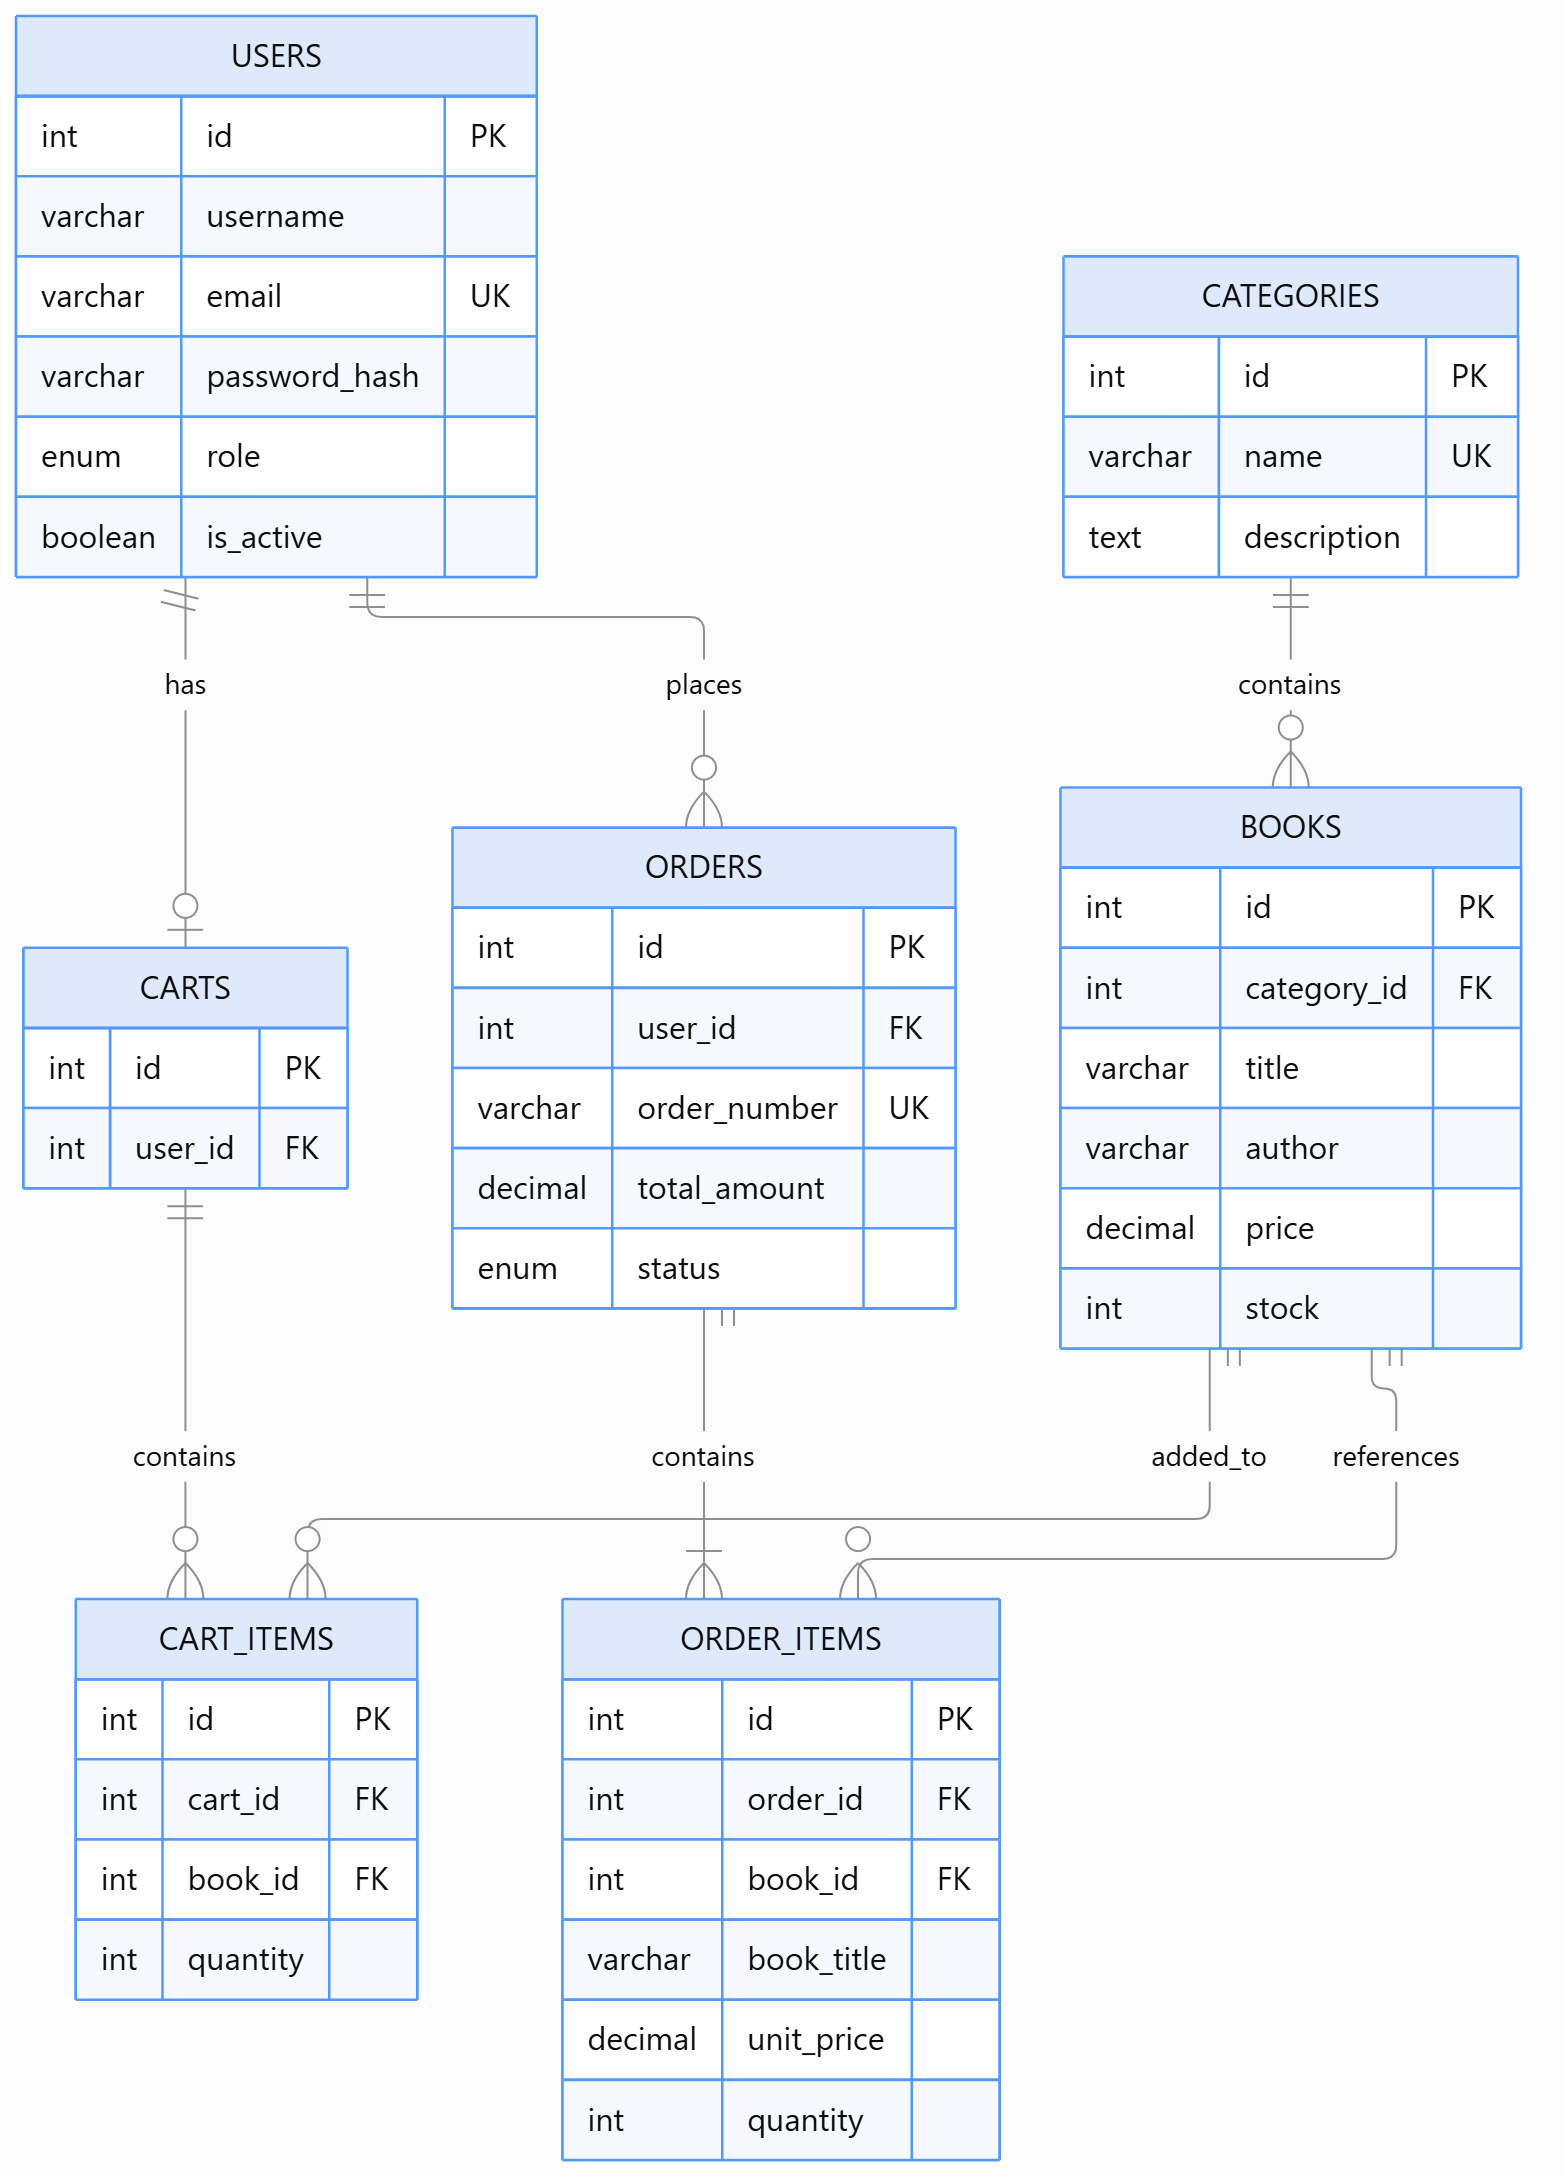 USERS
int id PK
varchar username
varchar email UK
varchar password_hash
enum role
boolean is_active
CATEGORIES
int id PK
varchar name UK
text description
has
places
contains
ORDERS
int id PK
int user_id FK
varchar order_number UK
decimal total_amount
enum status
BOOKS
int id PK
int category_id FK
varchar title
varchar author
decimal price
int stock
CARTS
int id PK
int user_id FK
contains
contains
added_to
references
CART_ITEMS
int id PK
int cart_id FK
int book_id FK
int quantity
ORDER_ITEMS
int id PK
int order_id FK
int book_id FK
varchar book_title
decimal unit_price
int quantity